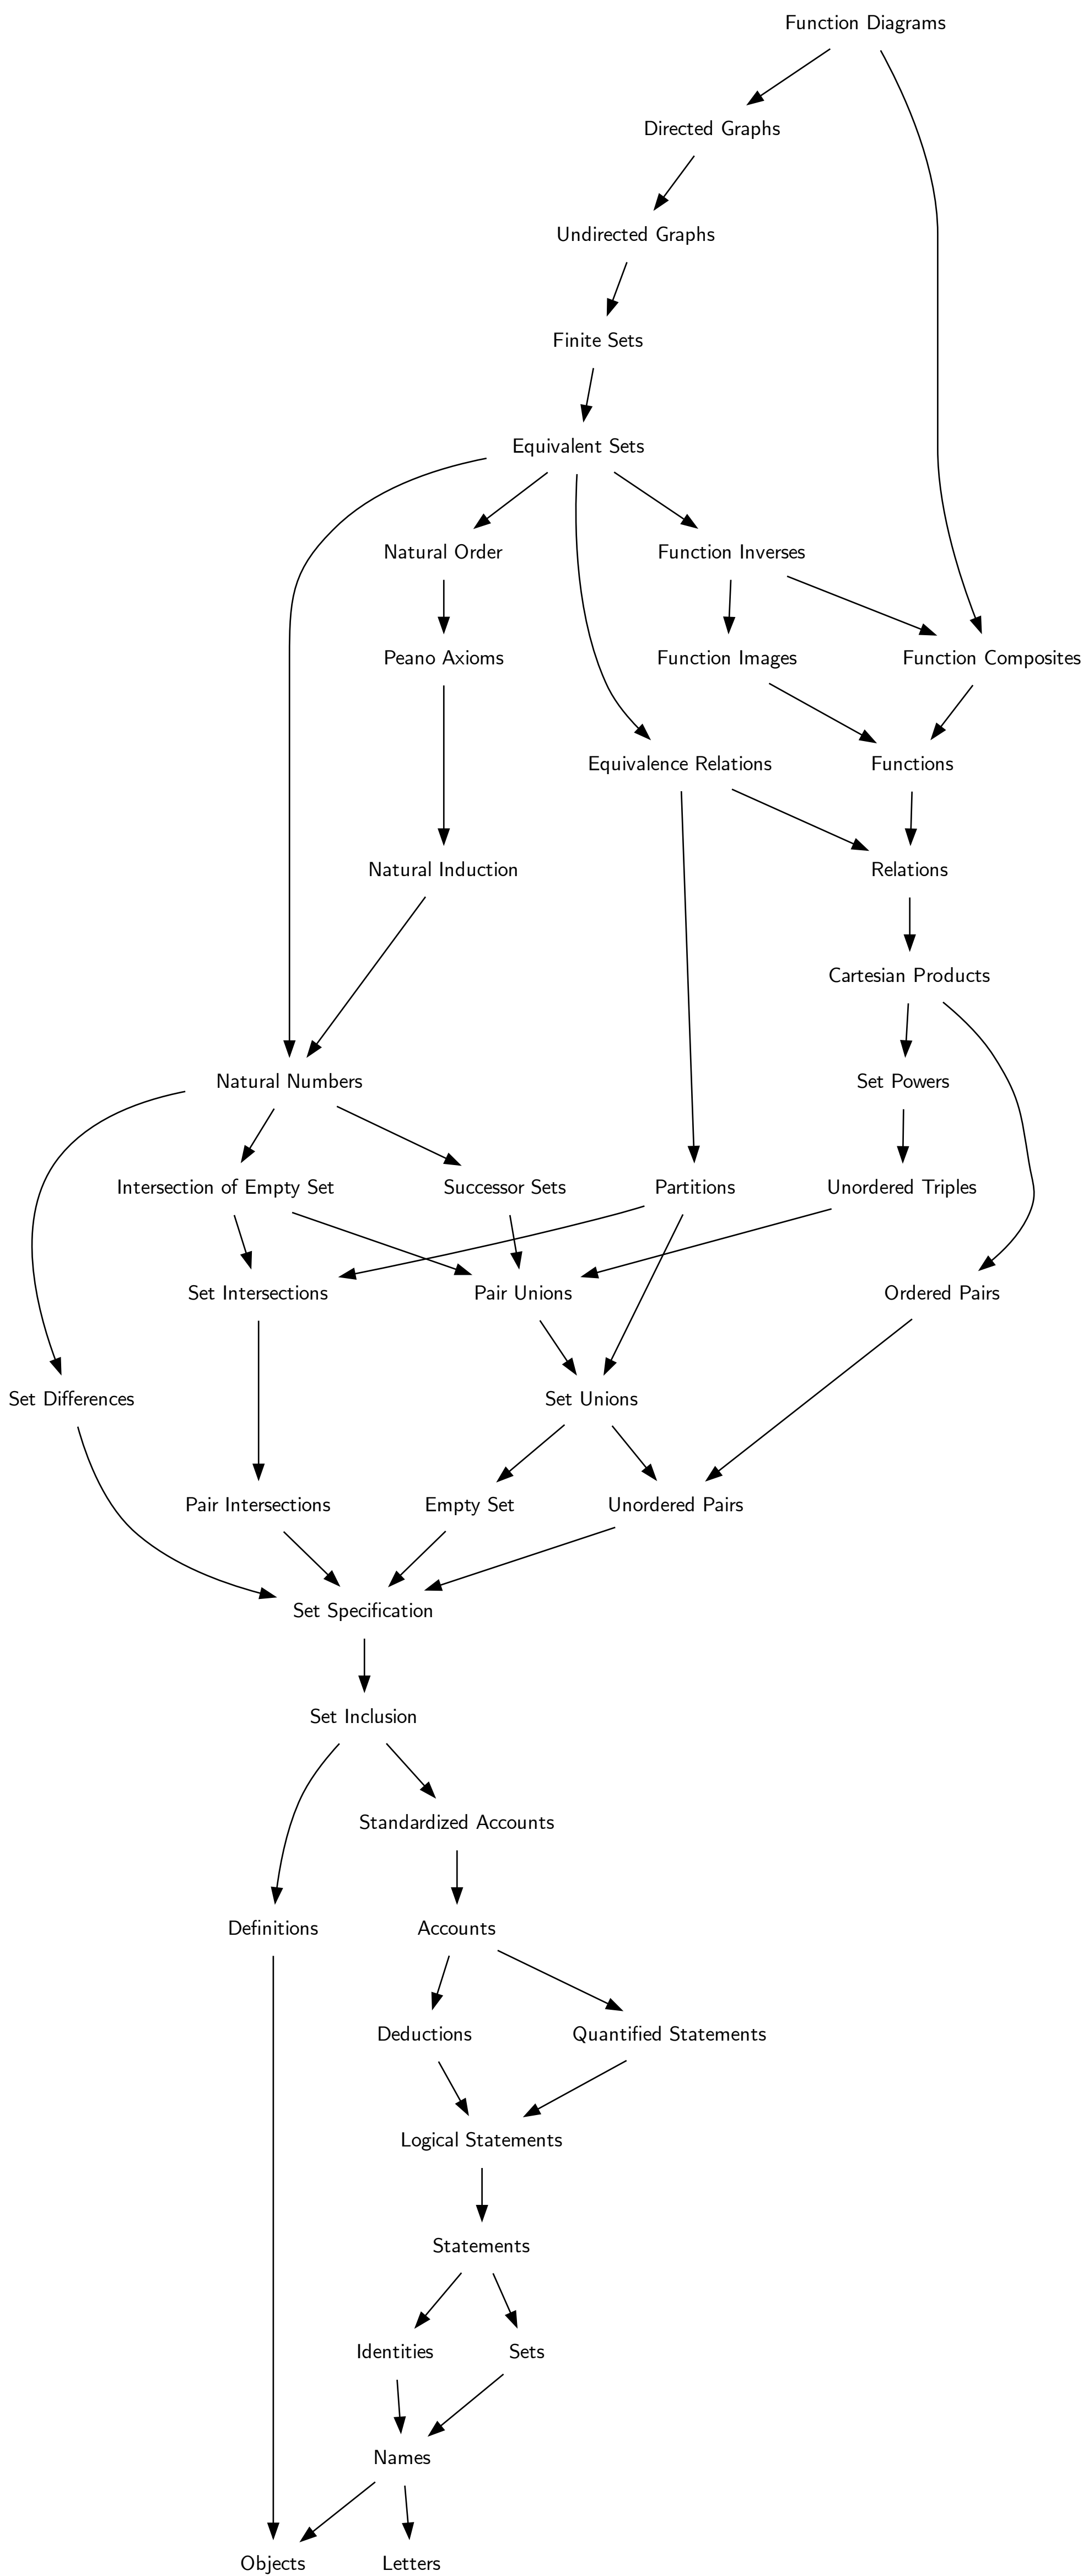 Function Diagrams
Directed Graphs
Undirected Graphs
Finite Sets
Equivalent Sets
Natural Order
Function Inverses
Peano Axioms
Function Images
Function Composites
Equivalence Relations
Functions
Natural Induction
Relations
Cartesian Products
Natural Numbers
Set Powers
Intersection of Empty Set
Successor Sets
Partitions
Unordered Triples
Set Intersections
Pair Unions
Ordered Pairs
Set Differences
Set Unions
Pair Intersections
Empty Set
Unordered Pairs
Set Specification
Set Inclusion
Standardized Accounts
Definitions
Accounts
Deductions
Quantified Statements
Logical Statements
Statements
Identities
Sets
Names
Objects
Letters